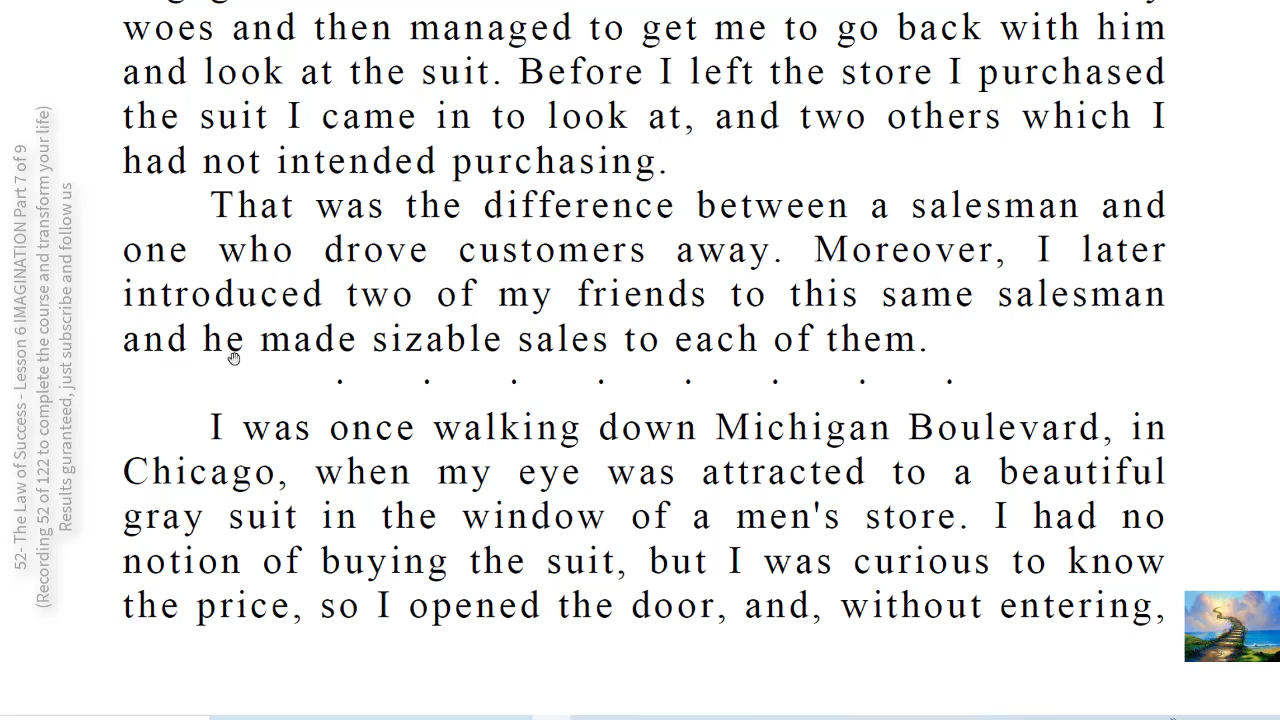 woes and then managed to get me to go back with him
and look at the suit. Before I left the store I purchased
the suit I came in to look at, and two others which I
had not intended purchasing.
That was the difference between a salesman and
one who drove customers away. Moreover, I later
introduced two of my friends to this same salesman
and he made sizable sales to each of them.
. . . . . . . .
I was once walking down Michigan Boulevard, in
Chicago, when my eye was attracted to a beautiful
gray suit in the window of a men's store. I had no
notion of buying the suit, but I was curious to know
the price, so I opened the door, and, without entering,
52- The Law of Success - Lesson 6 IMAGINATION Part 7 of 9
(Recording 52 of 122 to complete the course and transform your life)
Results guranteed, just subscribe and follow us